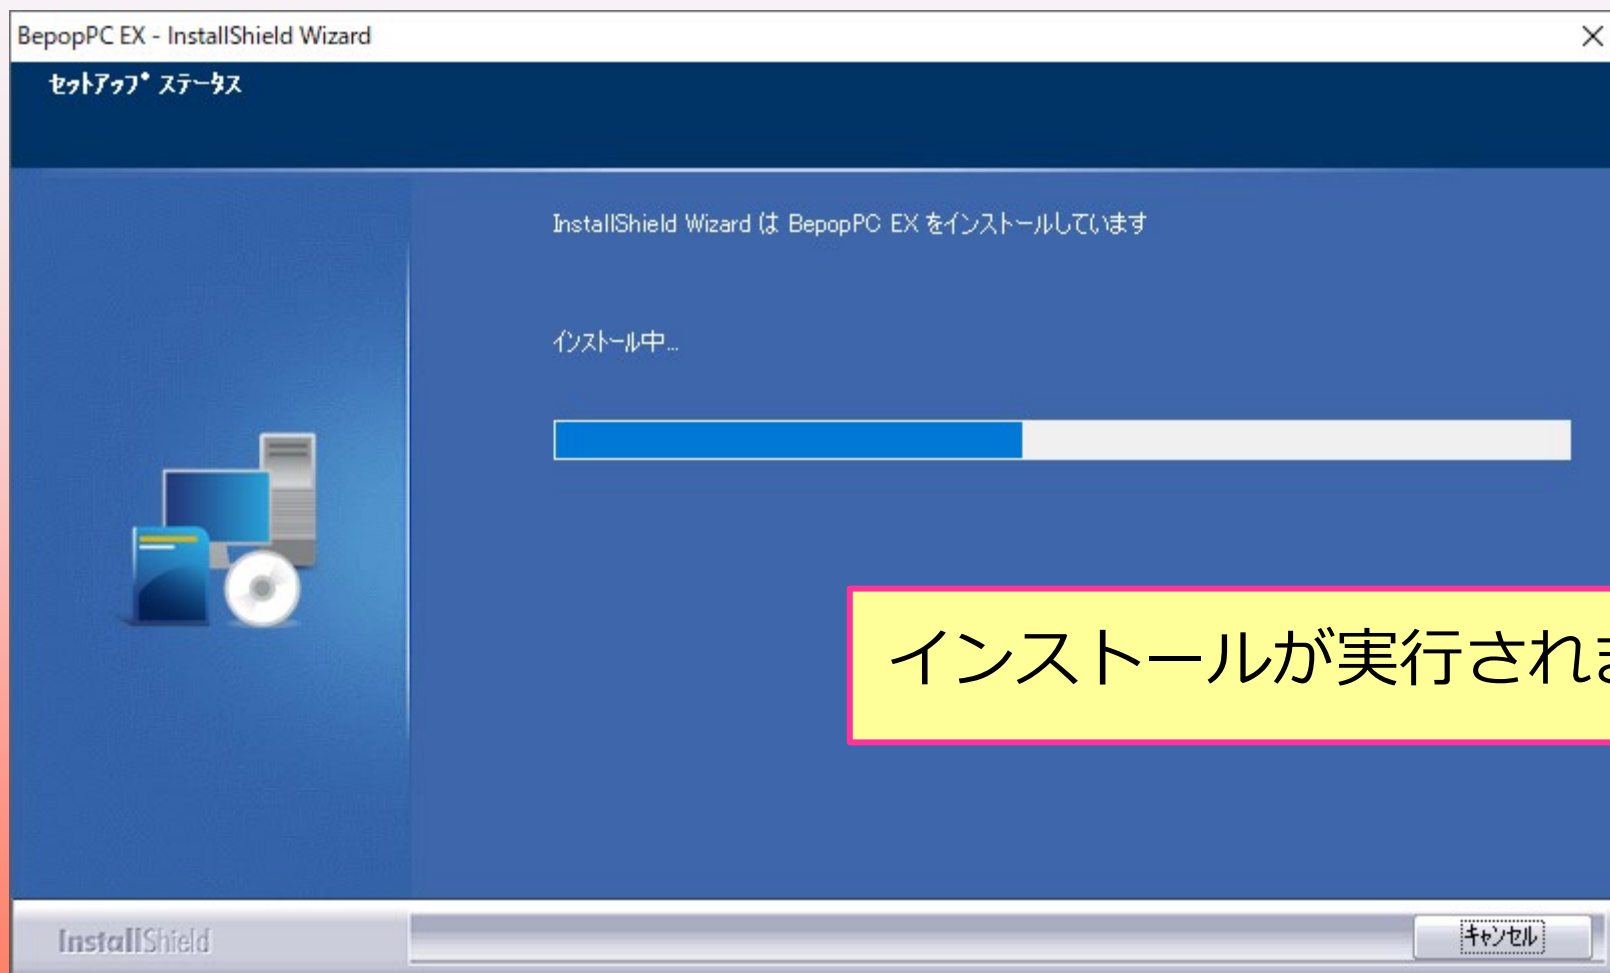 BepopPC EX - InstallShield Wizard
セットアップ ステータス
InstallShield Wizard は BepopPC EX をインストールしています
インストール中...
インストールが実行されま
InstallShield
キャンセル